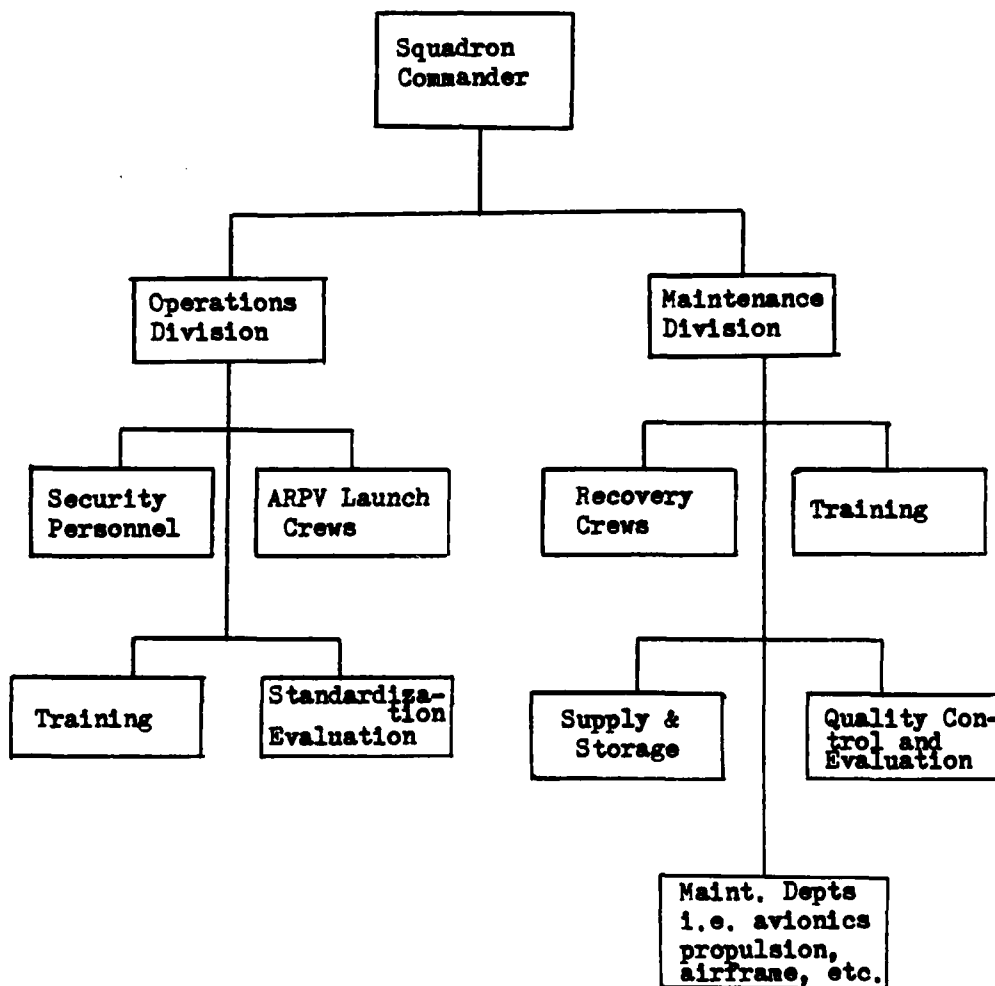 Squadron
Commander
Operations
Division
Maintenance
Division
Security
Personnel
ARPV Launch
Crews
Recovery
Crews
Training
Training
Standardiza-
tion
Evaluation
Supply &
Storage
Quality Con-
trol and
Evaluation
Maint. Depts
i.e. avionics
propulsion,
airframe, etc.